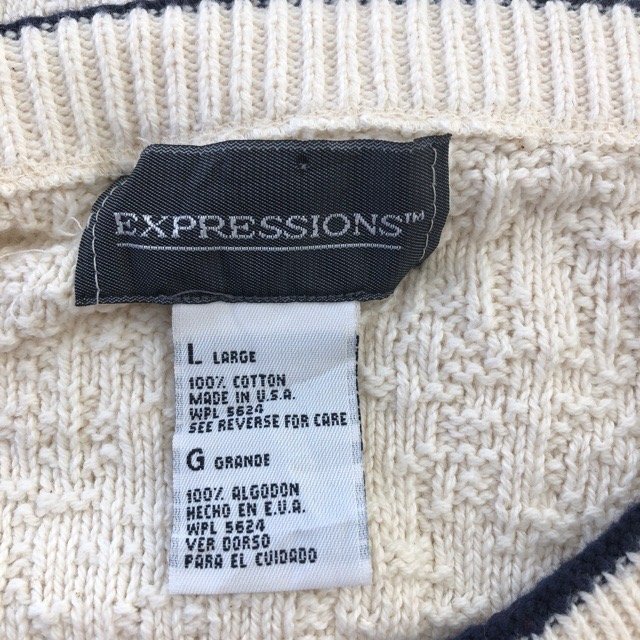 EXPRESSIONS™
L LARGE
100% COTTON
MADE IN U.S.A.
WPL 5624
SEE REVERSE FOR CARE
G GRANDE
100% ALGODON
HECHO EN E.U.A.
WPL 5624
VER DORSO
PARA EL CUIDADO